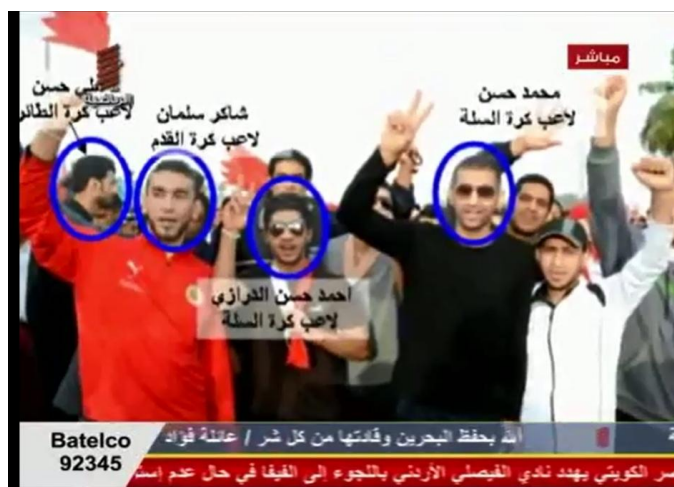 مباشر
علي حسن
لاعب كرة الطائر
شاكر سلمان
لاعب كرة القدم
محمد حسن
لاعب كرة السلة
احمد حسن الدرازي
لاعب كرة السلة
Batelco
92345
الله يحفظ البحرين وقادتها من كل شر / عائلة فؤاد
الكويتي يهدد نادي الفيصلي الأردني باللجوء إلى الفيفا في حال عدم